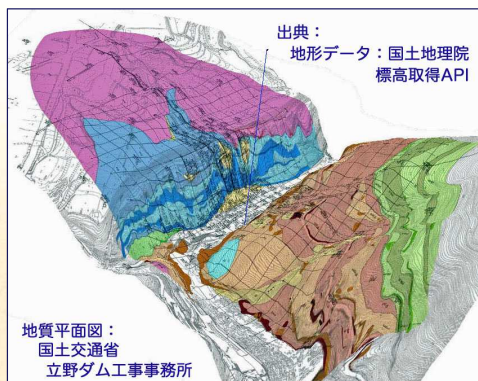 出典：
地形データ：国土地理院
標高取得API
地質平面図：
国土交通省
立野ダム工事事務所